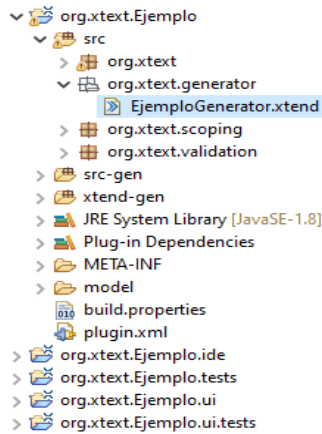 org.xtext.Ejemplo
src
org.xtext
org.xtext.generator
EjemploGenerator.xtend
org.xtext.scoping
org.xtext.validation
src-gen
xtend-gen
JRE System Library [JavaSE-1.8]
Plug-in Dependencies
META-INF
model
010 build.properties
plugin.xml
org.xtext.Ejemplo.ide
org.xtext.Ejemplo.tests
org.xtext.Ejemplo.ui
org.xtext.Ejemplo.ui.tests